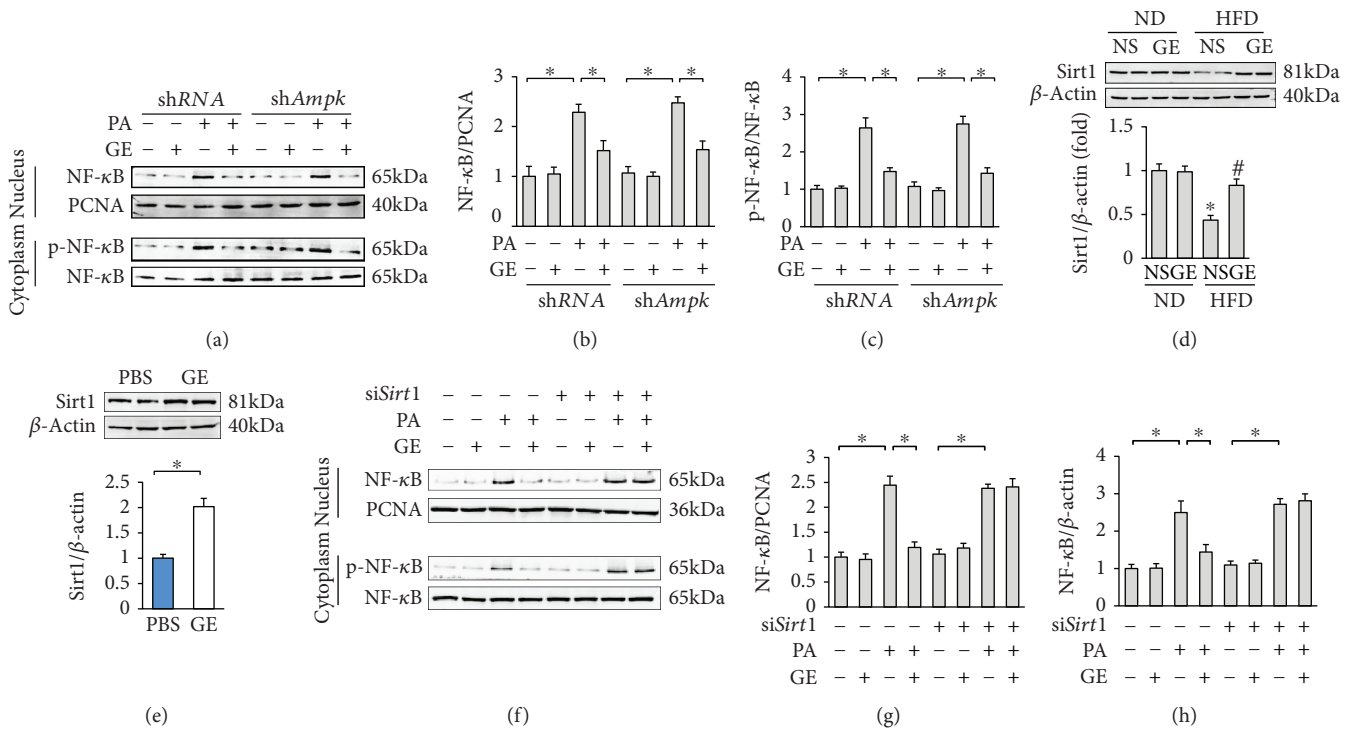 shRNA shAmpk
PA – – + + – – + +
GE – + – + – + – +
Cytoplasm Nucleus
NF-κB 65kDa
PCNA 40kDa
p-NF-κB 65kDa
NF-κB 65kDa
(a)
NF-κB/PCNA
3
2
1
0
* * * *
PA – – + + – – + +
GE – + – + – + – +
shRNA shAmpk
(b)
p-NF-κB/NF-κB
4
3
2
1
0
* * * *
PA – – + + – – + +
GE – + – + – + – +
shRNA shAmpk
(c)
ND HFD
NS GE NS GE
Sirt1 81kDa
β-Actin 40kDa
Sirt1/β-actin (fold)
1.5
1
0.5
0
* #
NSGE NSGE
ND HFD
(d)
PBS GE
Sirt1 81kDa
β-Actin 40kDa
Sirt1/β-actin
2.5
2
1.5
1
0.5
0
*
PBS GE
(e)
siSirt1 – – – – + + + +
PA – – + + – – + +
GE – + – + – + – +
Cytoplasm Nucleus
NF-κB 65kDa
PCNA 36kDa
p-NF-κB 65kDa
NF-κB 65kDa
(f)
NF-κB/PCNA
3
2.5
2
1.5
1
0.5
0
* * *
siSirt1 – – – – + + + +
PA – – + + – – + +
GE – + – + – + – +
(g)
NF-κB/β-actin
4
3
2
1
0
* * *
siSirt1 – – – – + + + +
PA – – + + – – + +
GE – + – + – + – +
(h)